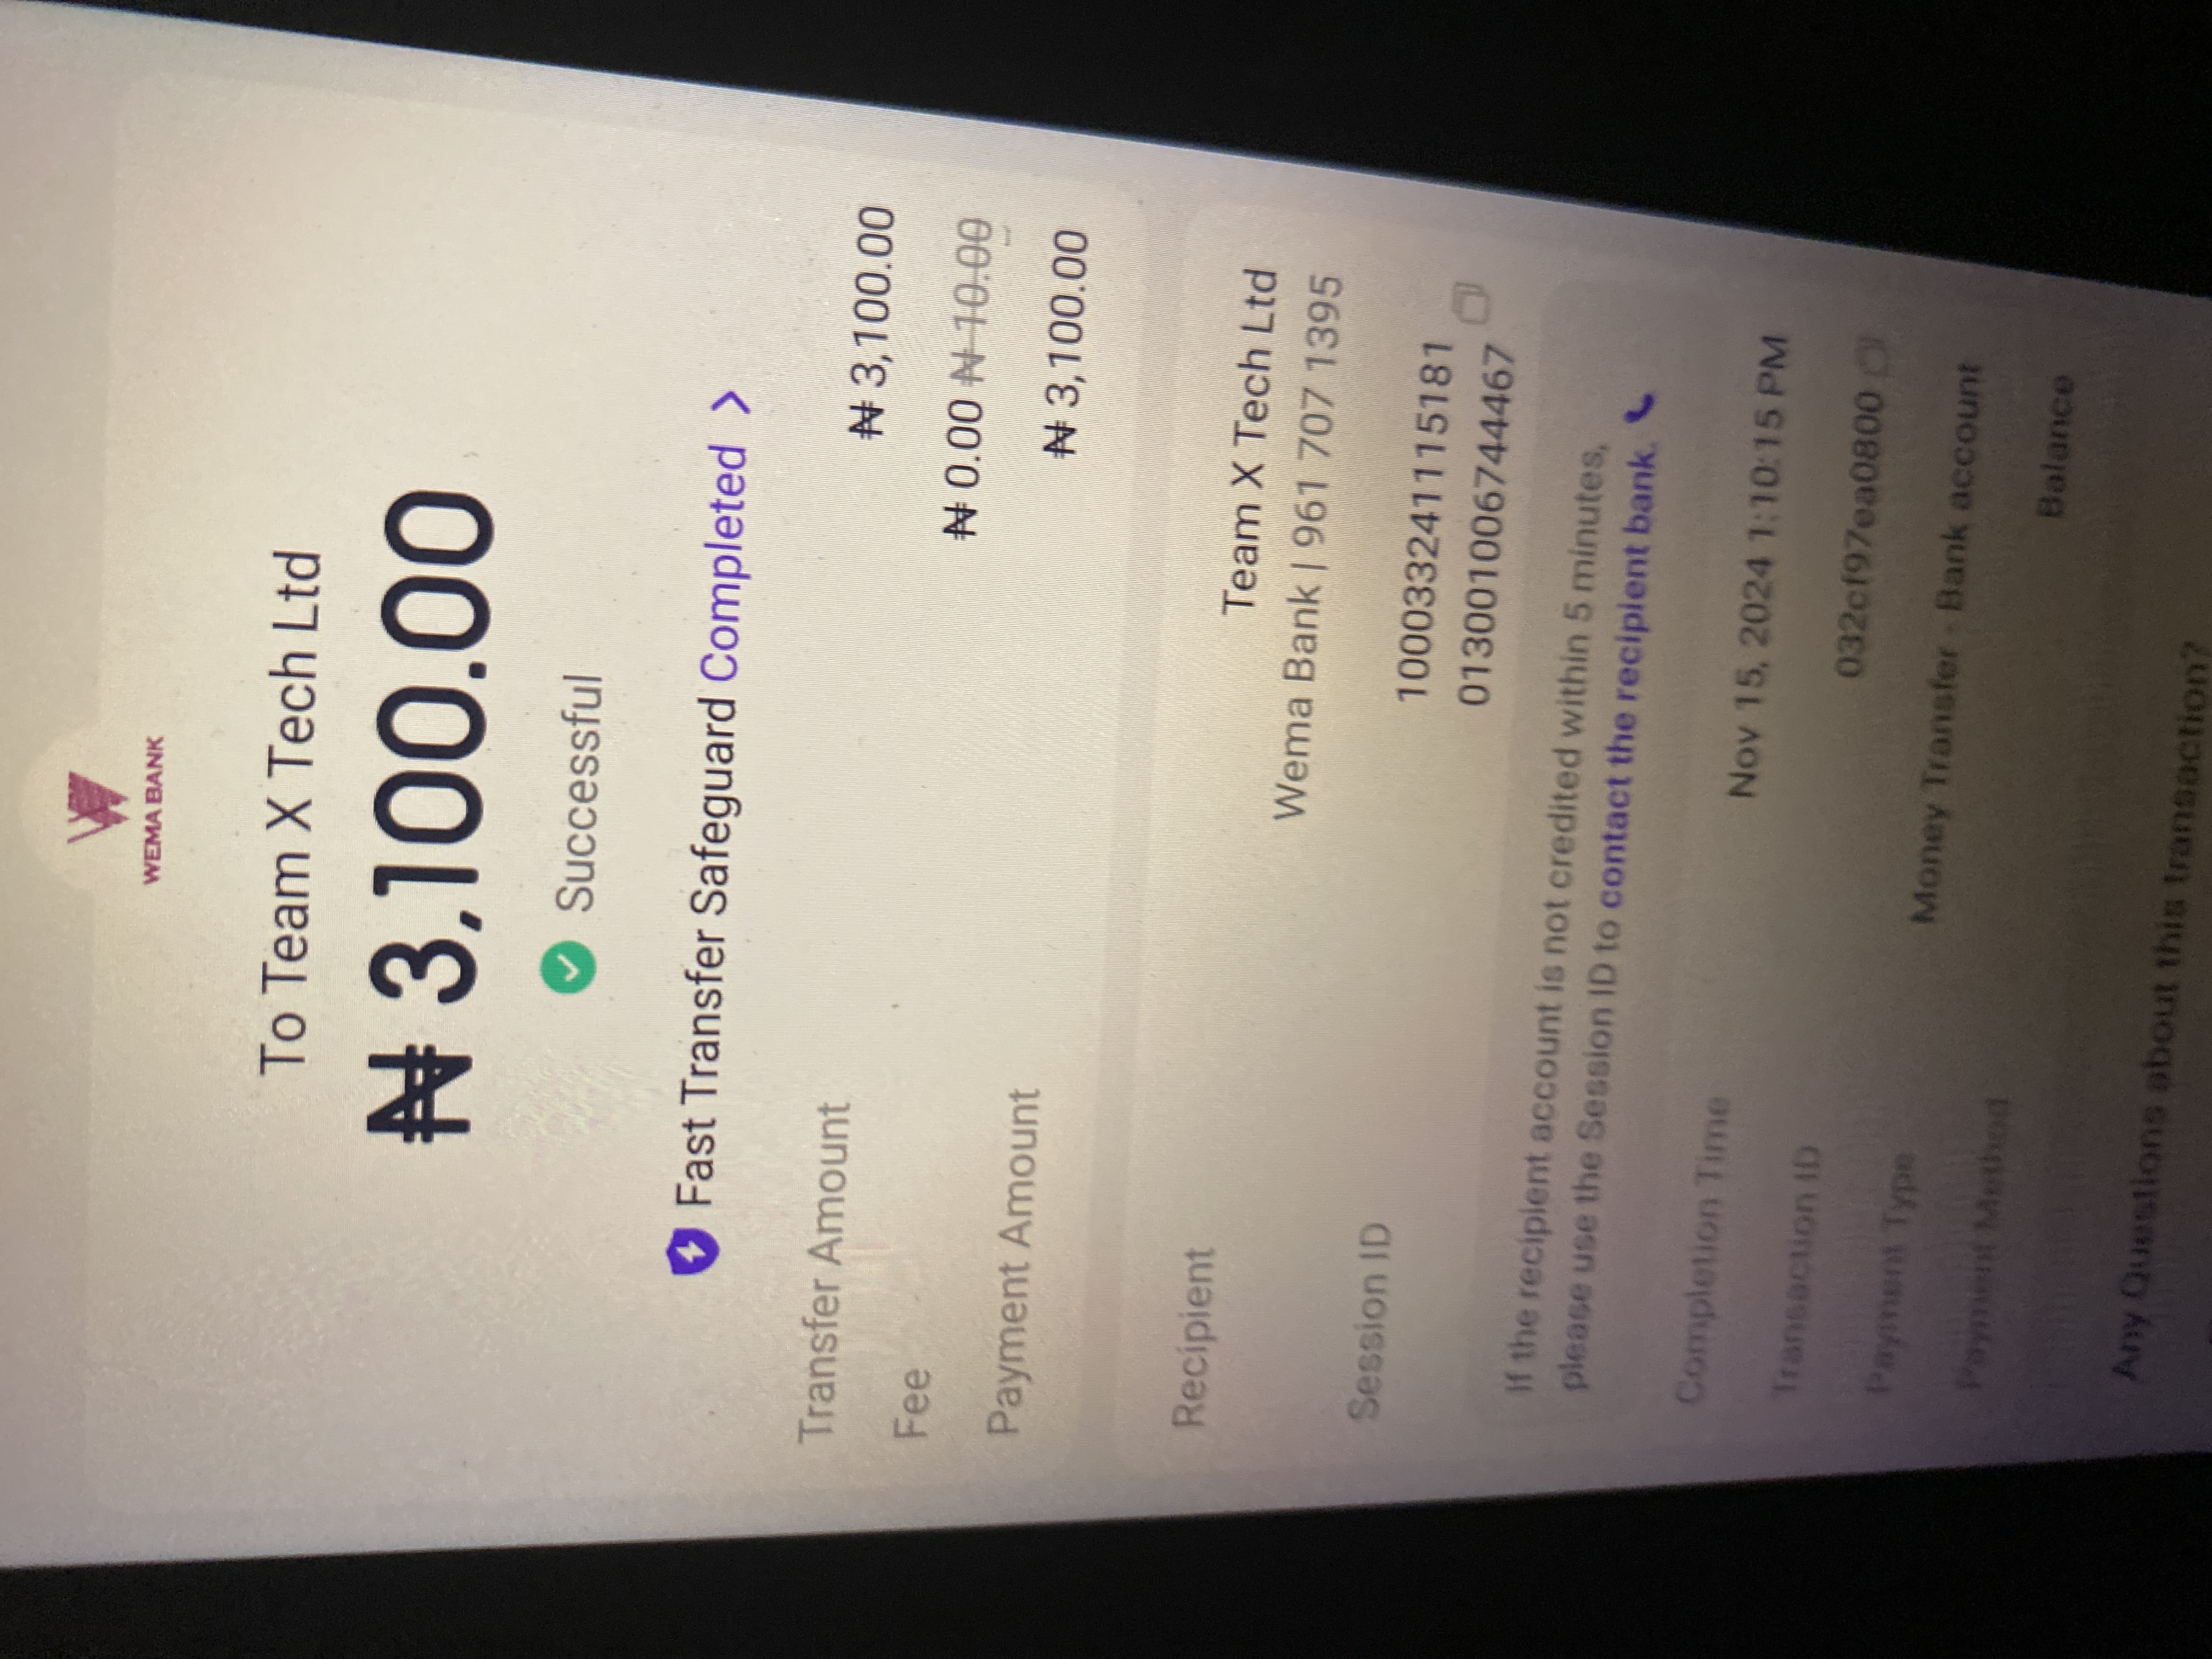 WEMA BANK
To Team X Tech Ltd
₦ 3,100.00
Successful
Fast Transfer Safeguard Completed >
Transfer Amount
₦ 3,100.00
Fee
₦ 0.00 ₦ 10.00
Payment Amount
₦ 3,100.00
Recipient
Team X Tech Ltd
Wema Bank | 961 707 1395
Session ID
100033241115181
013001006744467
If the recipient account is not credited within 5 minutes,
please use the Session ID to contact the recipient bank.
Completion Time
Nov 15, 2024 1:10:15 PM
Transaction ID
032cf97ea0800
Payment Type
Money Transfer - Bank account
Payment Method
Balance
Any Questions about this transaction?